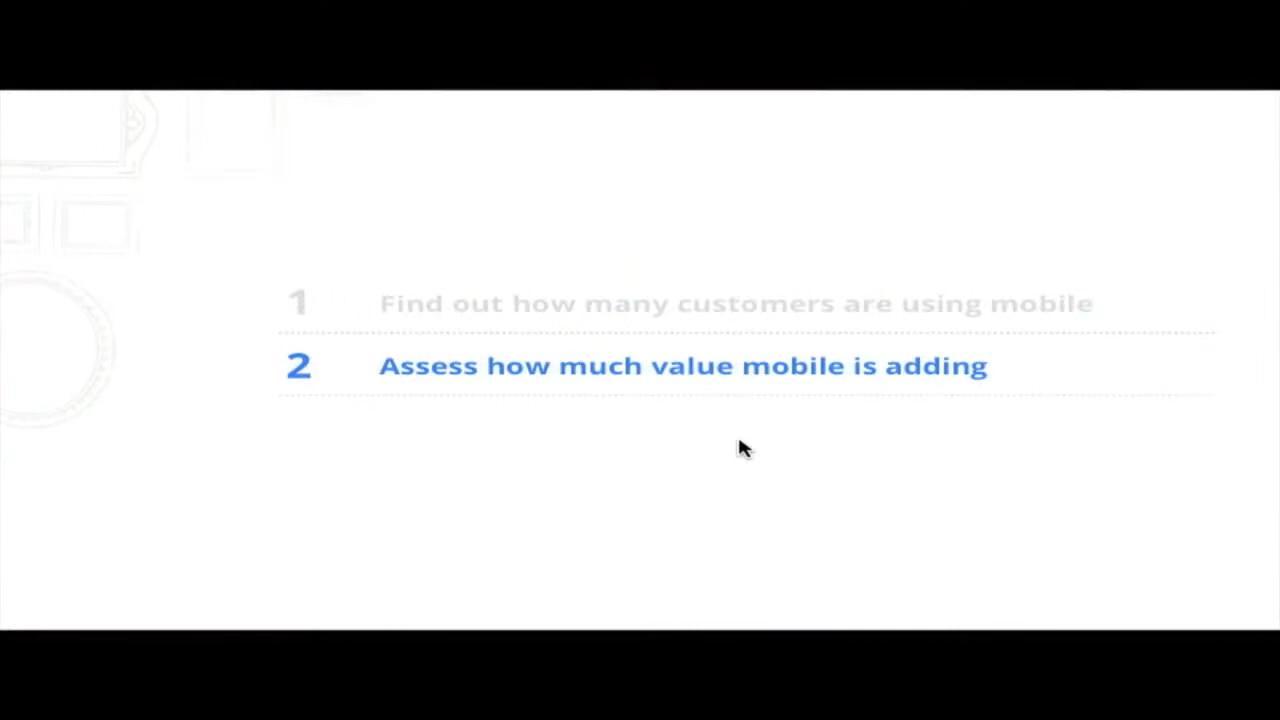 1 Find out how many customers are using mobile
2 Assess how much value mobile is adding